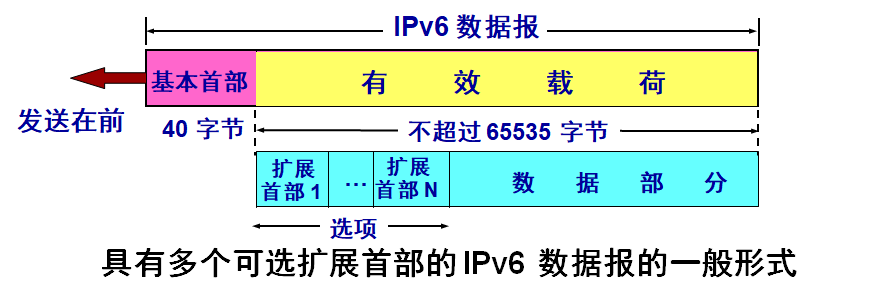 IPv6 数据报
基本首部
有效载荷
发送在前
40 字节
不超过 65535 字节
扩展
首部 1
…
扩展
首部 N
数据部分
选项
具有多个可选扩展首部的 IPv6 数据报的一般形式